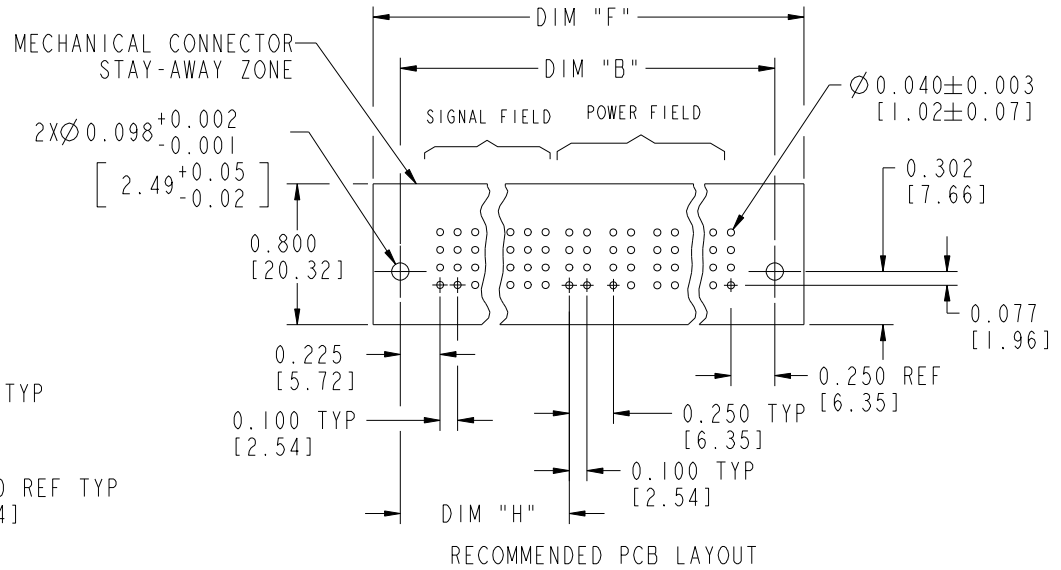 DIM "F"
MECHANICAL CONNECTOR
STAY-AWAY ZONE
DIM "B"
Ø0.040±0.003
[1.02±0.07]
SIGNAL FIELD
POWER FIELD
2XØ0.098 +0.002
-0.001
[2.49 +0.05
-0.02]
0.302
[7.66]
0.800
[20.32]
0.077
[1.96]
0.225
[5.72]
0.250 REF
[6.35]
TYP
0.100 TYP
[2.54]
0.250 TYP
[6.35]
0.100 TYP
[2.54]
REF TYP
4]
DIM "H"
RECOMMENDED PCB LAYOUT